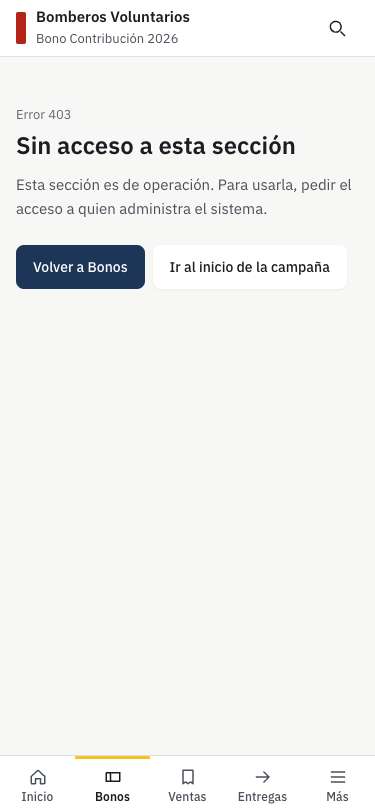 Bomberos Voluntarios
Bono Contribución 2026
Error 403
Sin acceso a esta sección
Esta sección es de operación. Para usarla, pedir el
acceso a quien administra el sistema.
Volver a Bonos
Ir al inicio de la campaña
Inicio
Bonos
Ventas
Entregas
Más